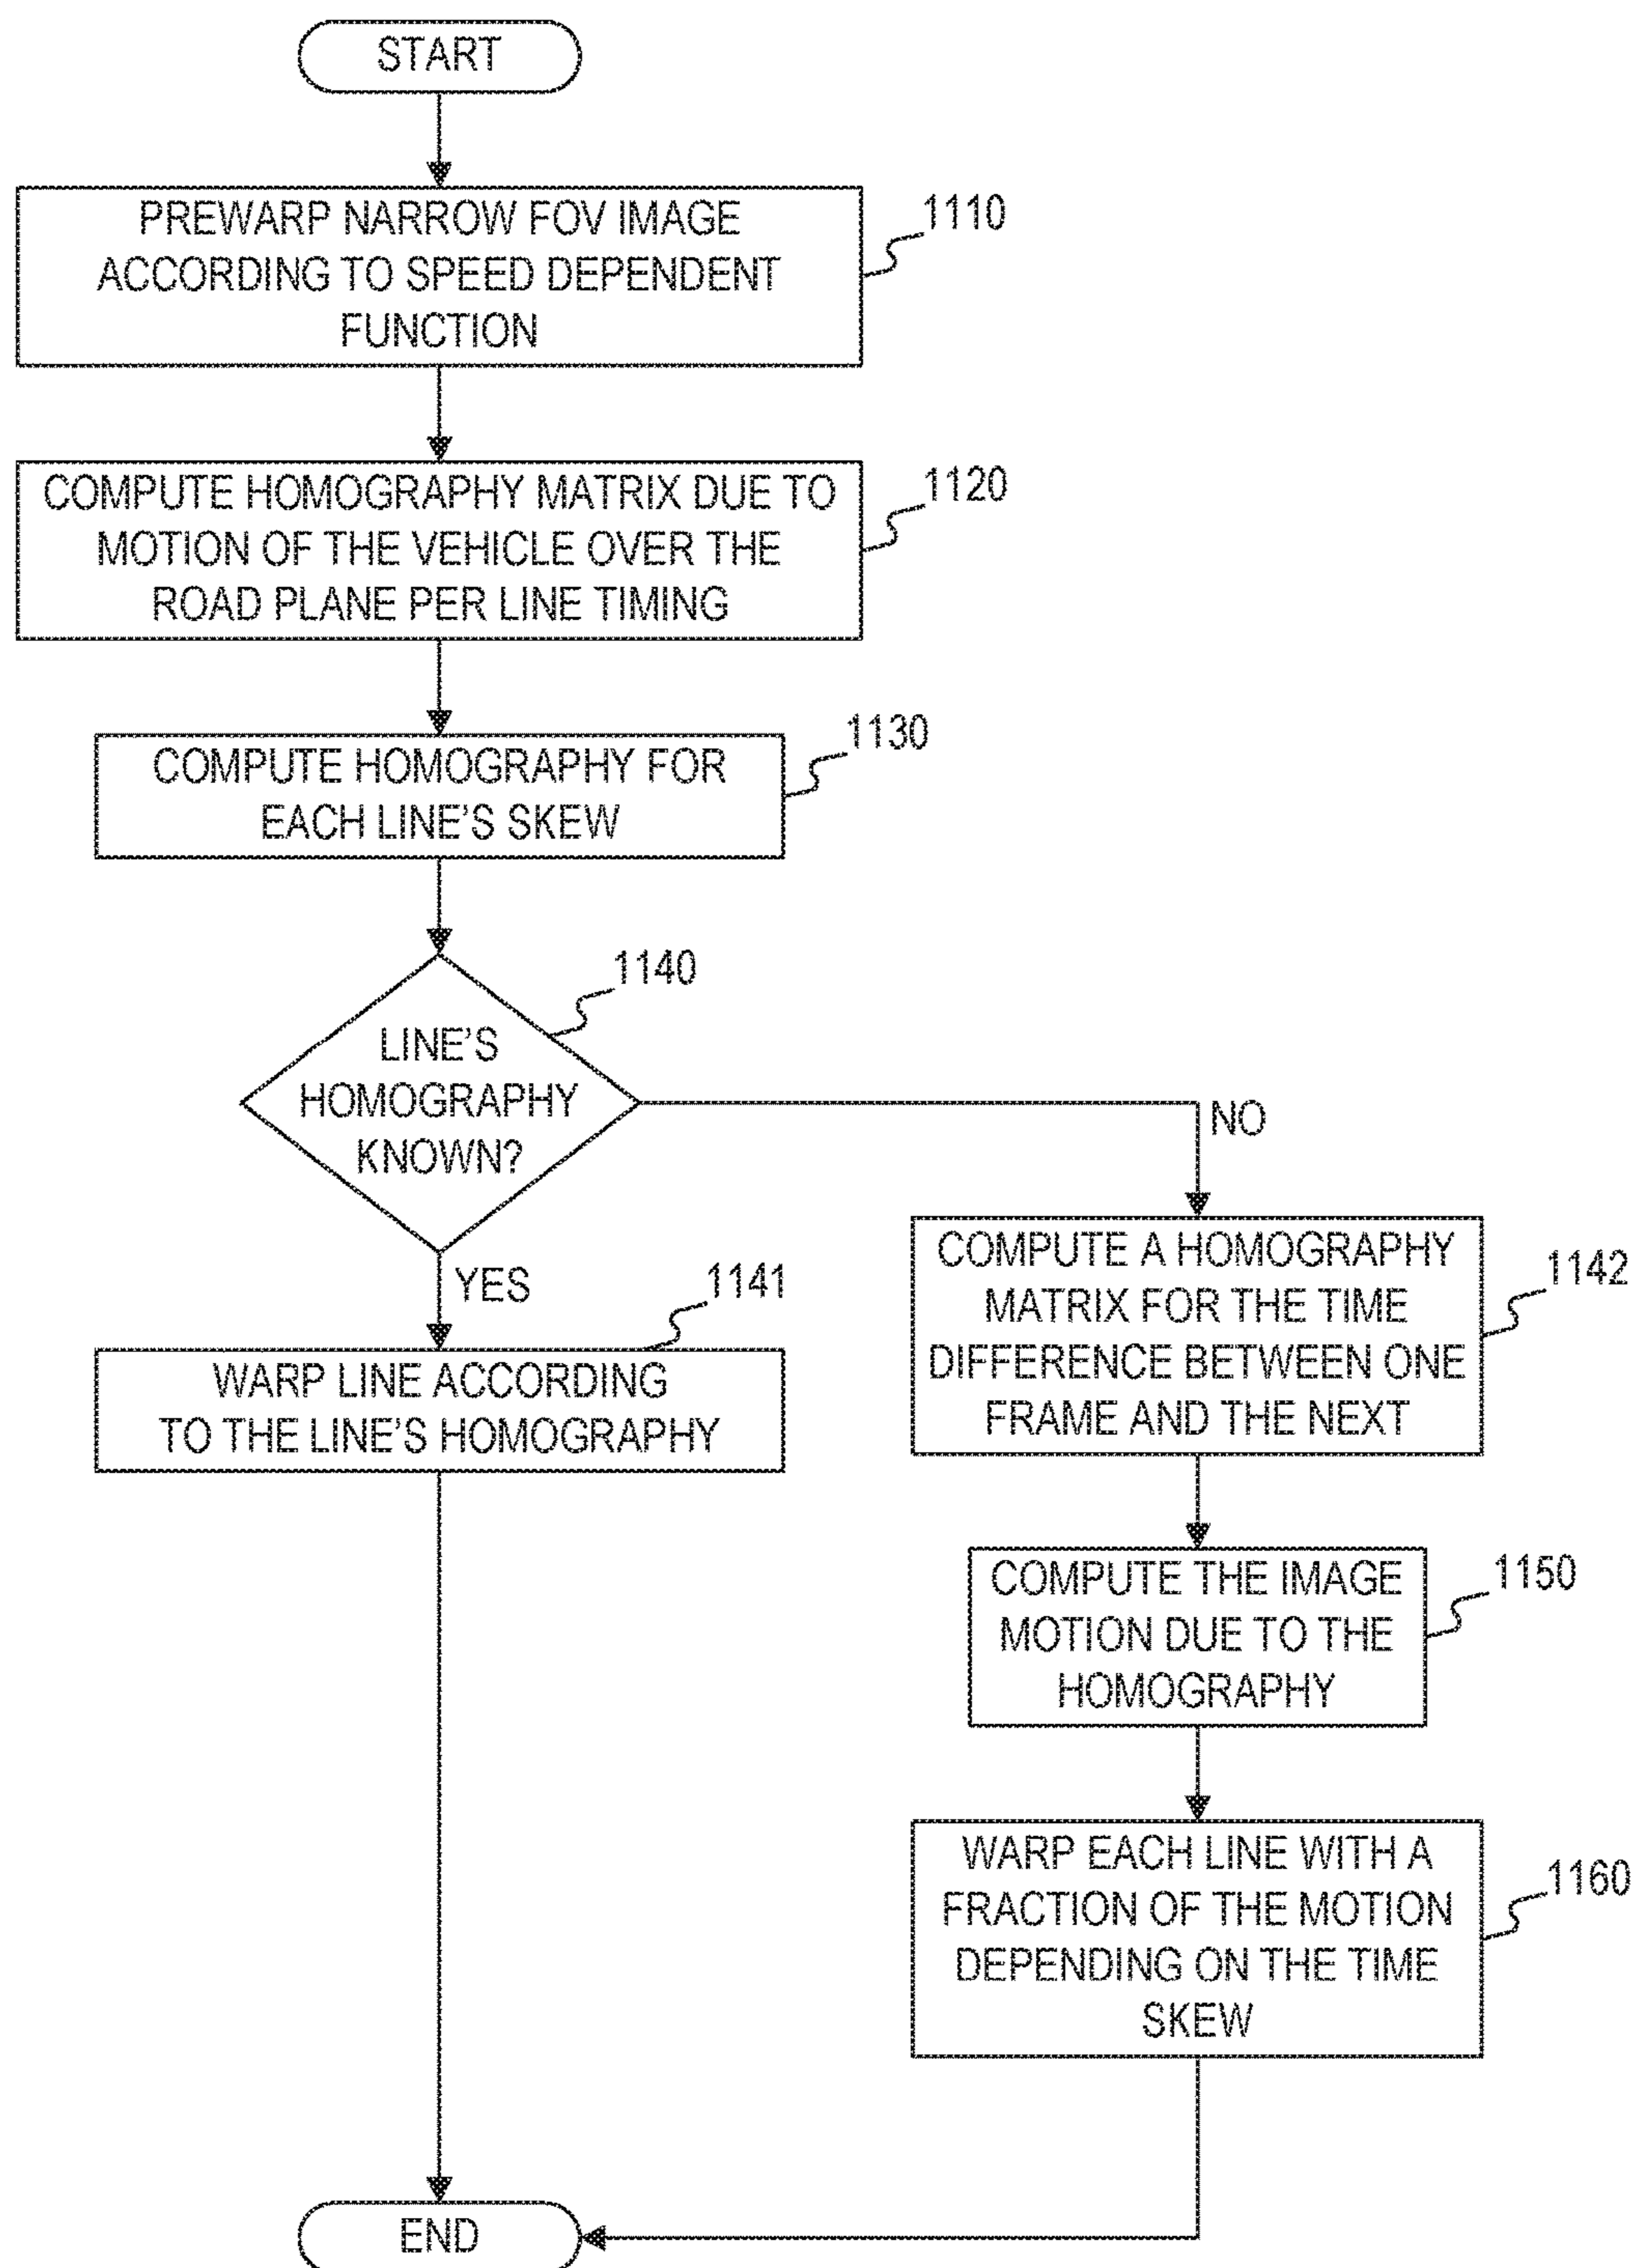 START
PREWARP NARROW FOV IMAGE
ACCORDING TO SPEED DEPENDENT
FUNCTION
1110
COMPUTE HOMOGRAPHY MATRIX DUE TO
MOTION OF THE VEHICLE OVER THE
ROAD PLANE PER LINE TIMING
1120
COMPUTE HOMOGRAPHY FOR
EACH LINE'S SKEW
1130
LINE'S
HOMOGRAPHY
KNOWN?
1140
YES
NO
WARP LINE ACCORDING
TO THE LINE'S HOMOGRAPHY
1141
COMPUTE A HOMOGRAPHY
MATRIX FOR THE TIME
DIFFERENCE BETWEEN ONE
FRAME AND THE NEXT
1142
COMPUTE THE IMAGE
MOTION DUE TO THE
HOMOGRAPHY
1150
WARP EACH LINE WITH A
FRACTION OF THE MOTION
DEPENDING ON THE TIME
SKEW
1160
END